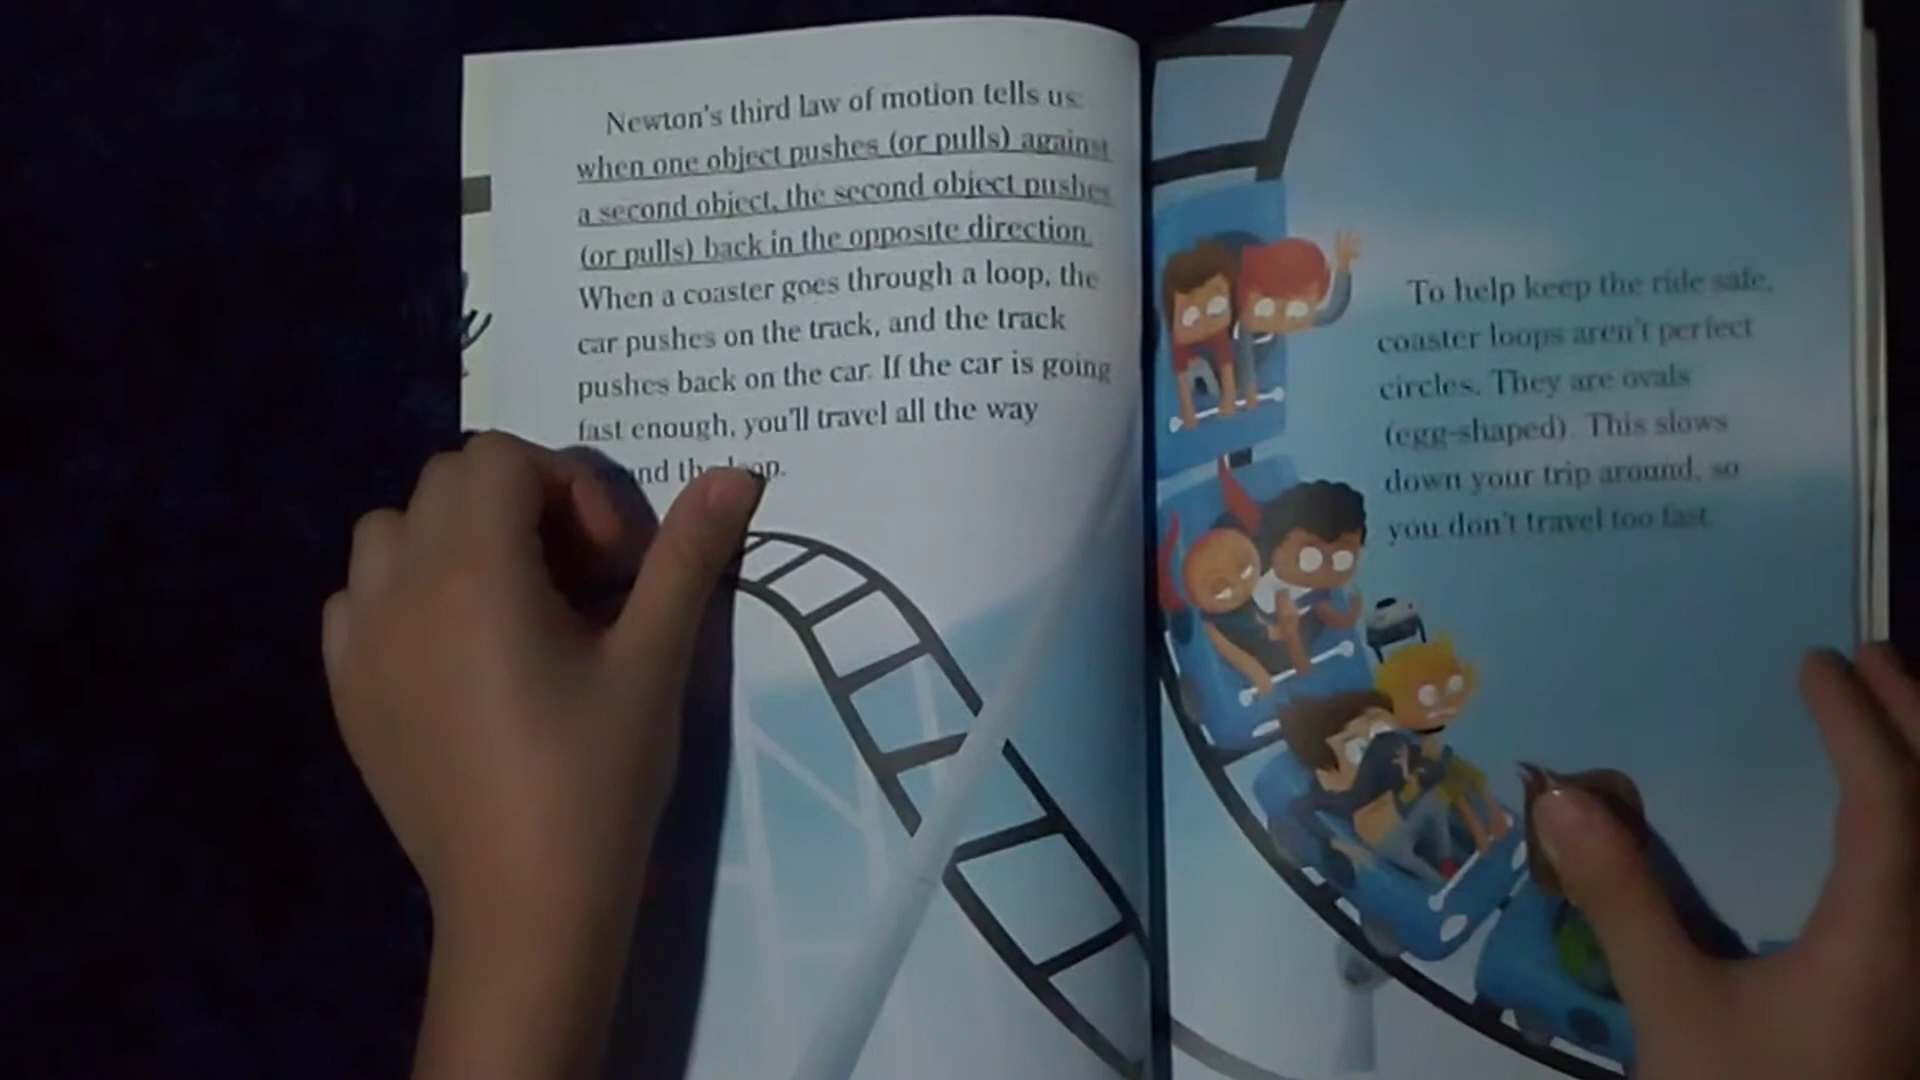 Newton's third law of motion tells us:
when one object pushes (or pulls) against
a second object, the second object pushes
(or pulls) back in the opposite direction.
When a coaster goes through a loop, the
car pushes on the track, and the track
pushes back on the car. If the car is going
fast enough, you'll travel all the way
the loop.
To help keep the ride safe,
coaster loops aren't perfect
circles. They are ovals
(egg-shaped). This slows
down your trip around, so
you don't travel too fast.